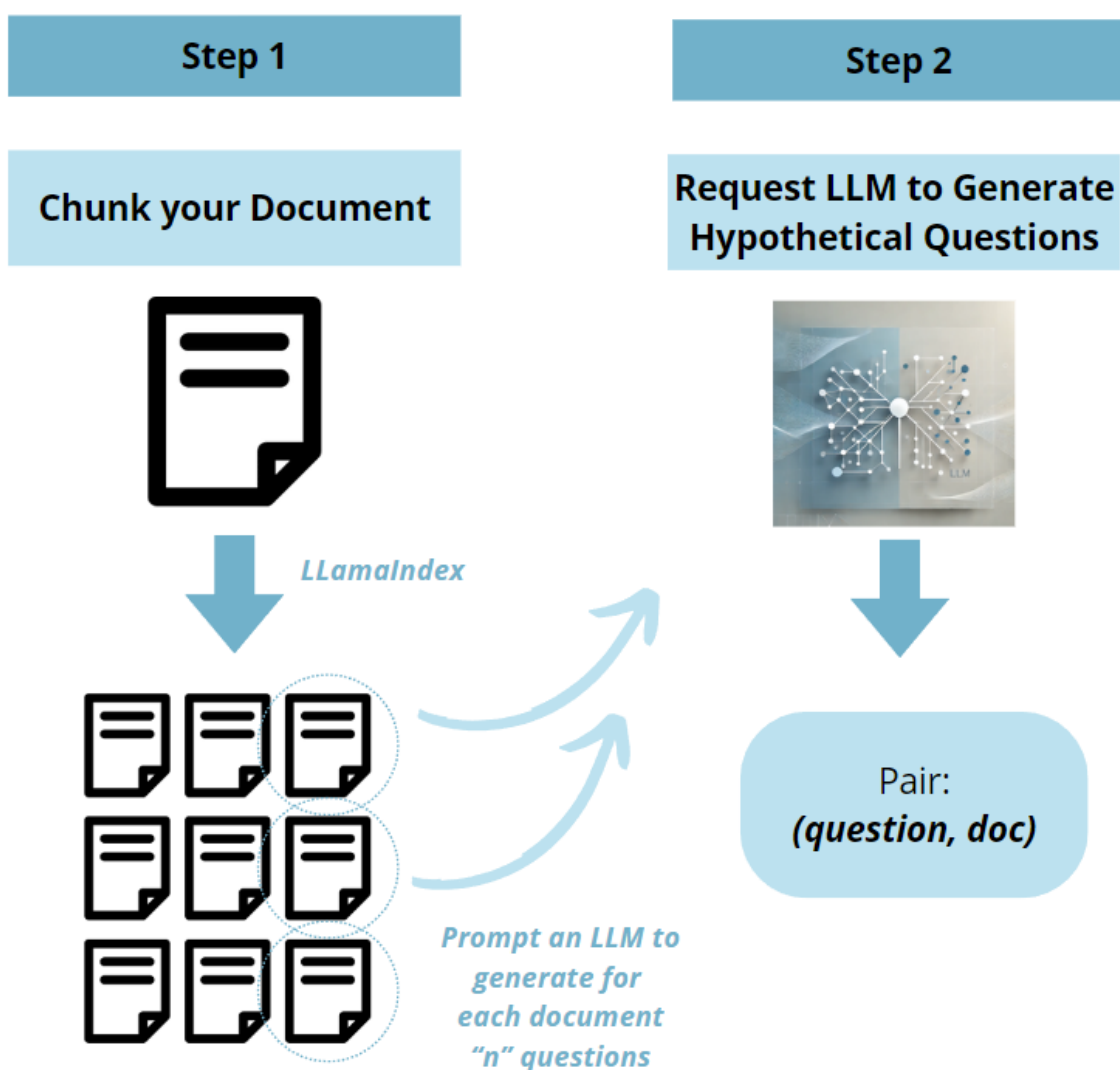 Step 1
Chunk your Document
LLamaIndex
Prompt an LLM to
generate for
each document
“n” questions
Step 2
Request LLM to Generate
Hypothetical Questions
LLM
Pair:
(question, doc)